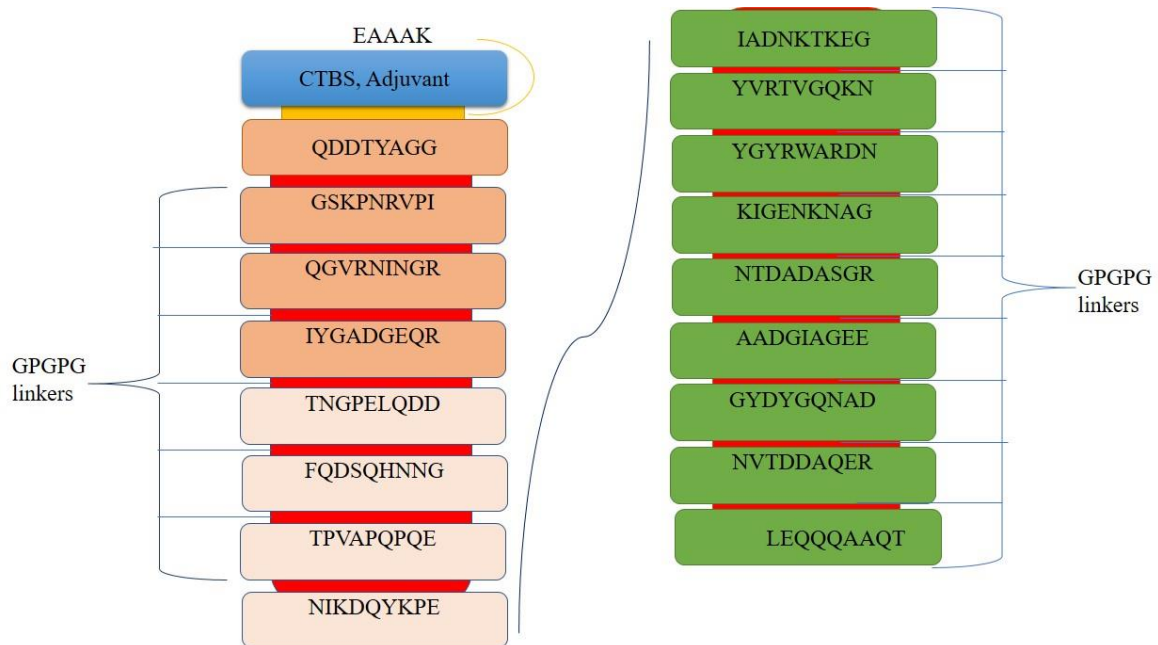 EAAAK
CTBS, Adjuvant
QDDTYAGG
GSKPNRVPI
QGVRNINGR
IYGADGEQR
TNGPELQDD
FQDSQHNNG
TPVAPQPQE
NIKDQYKPE
GPGPG
linkers
IADNKTKEG
YVRTVGQKN
YGYRWARDN
KIGENKNAG
NTDADASGR
AADGIAGEE
GYDYGQNAD
NVTDDAQER
LEQQQAAQT
GPGPG
linkers